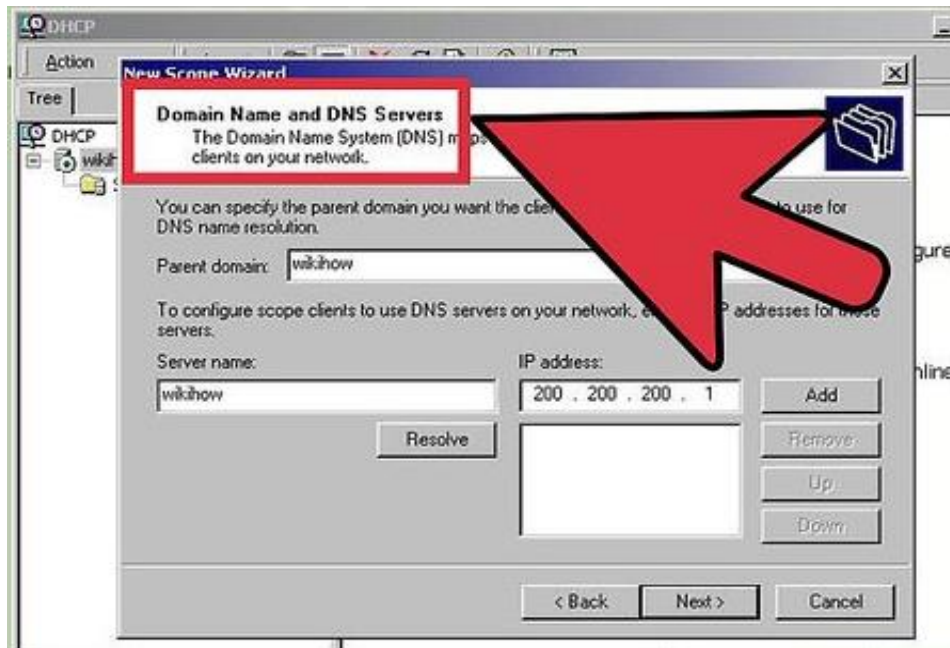 DHCP
Action
New Scope Wizard
Tree
Domain Name and DNS Servers
The Domain Name System (DNS)
clients on your network.
DHCP
You can specify the parent domain you want the to use for
DNS name resolution.
Parent domain: wikihow
To configure scope clients to use DNS servers on your network, addresses for those
servers.
Server name:
IP address:
wikihow
200 . 200 . 200 . 1
Add
Resolve
Remove
Up
Down
< Back
Next >
Cancel